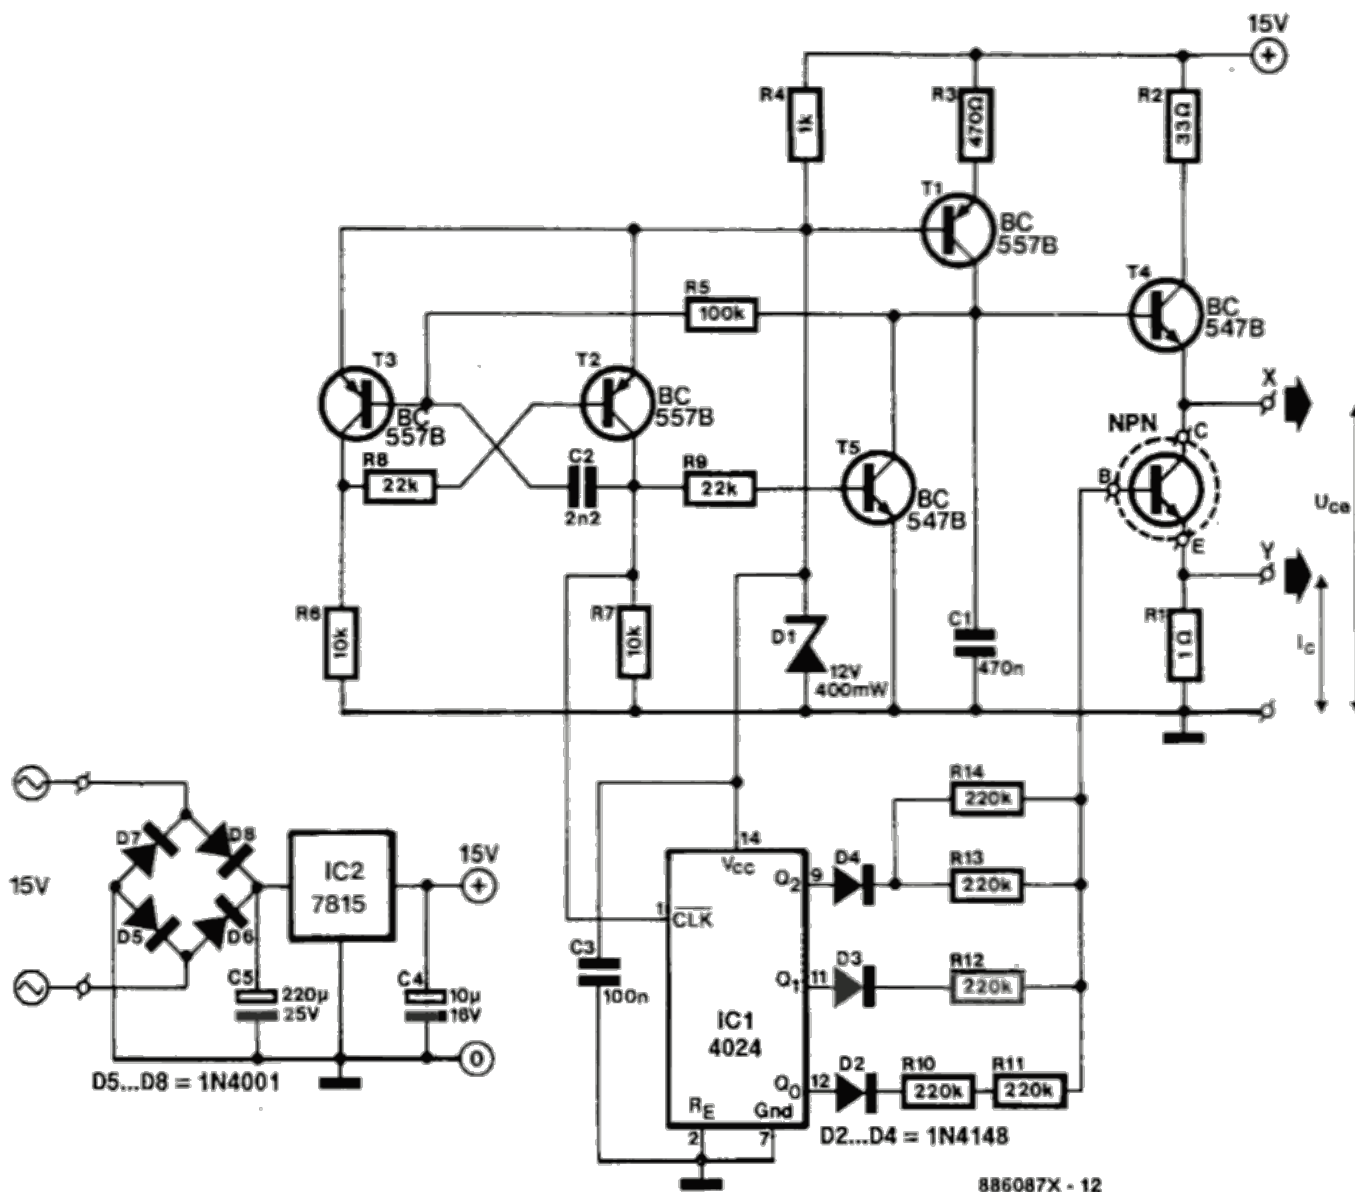 15V
+
R4
1k
R3
470Ω
R2
33Ω
T1
BC
557B
T4
BC
547B
R5
100k
T3
BC
557B
T2
BC
557B
X
NPN
C
B
E
Uce
R8
22k
C2
2n2
R9
22k
T5
BC
547B
Y
R6
10k
R7
10k
D1
12V
400mW
C1
470n
R1
1Ω
IC
15V
D7
D8
D5
D6
IC2
7815
15V
+
C5
220µ
25V
C4
10µ
16V
0
D5...D8 = 1N4001
14
VCC
1
CLK
C3
100n
IC1
4024
Q2
9
D4
R14
220k
R13
220k
Q1
11
D3
R12
220k
Q0
12
D2
R10
220k
R11
220k
RE
2
Gnd
7
D2...D4 = 1N4148
886087X - 12